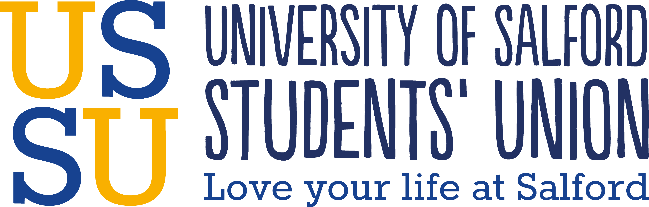 US
SU
UNIVERSITY OF SALFORD
STUDENTS' UNION
Love your life at Salford